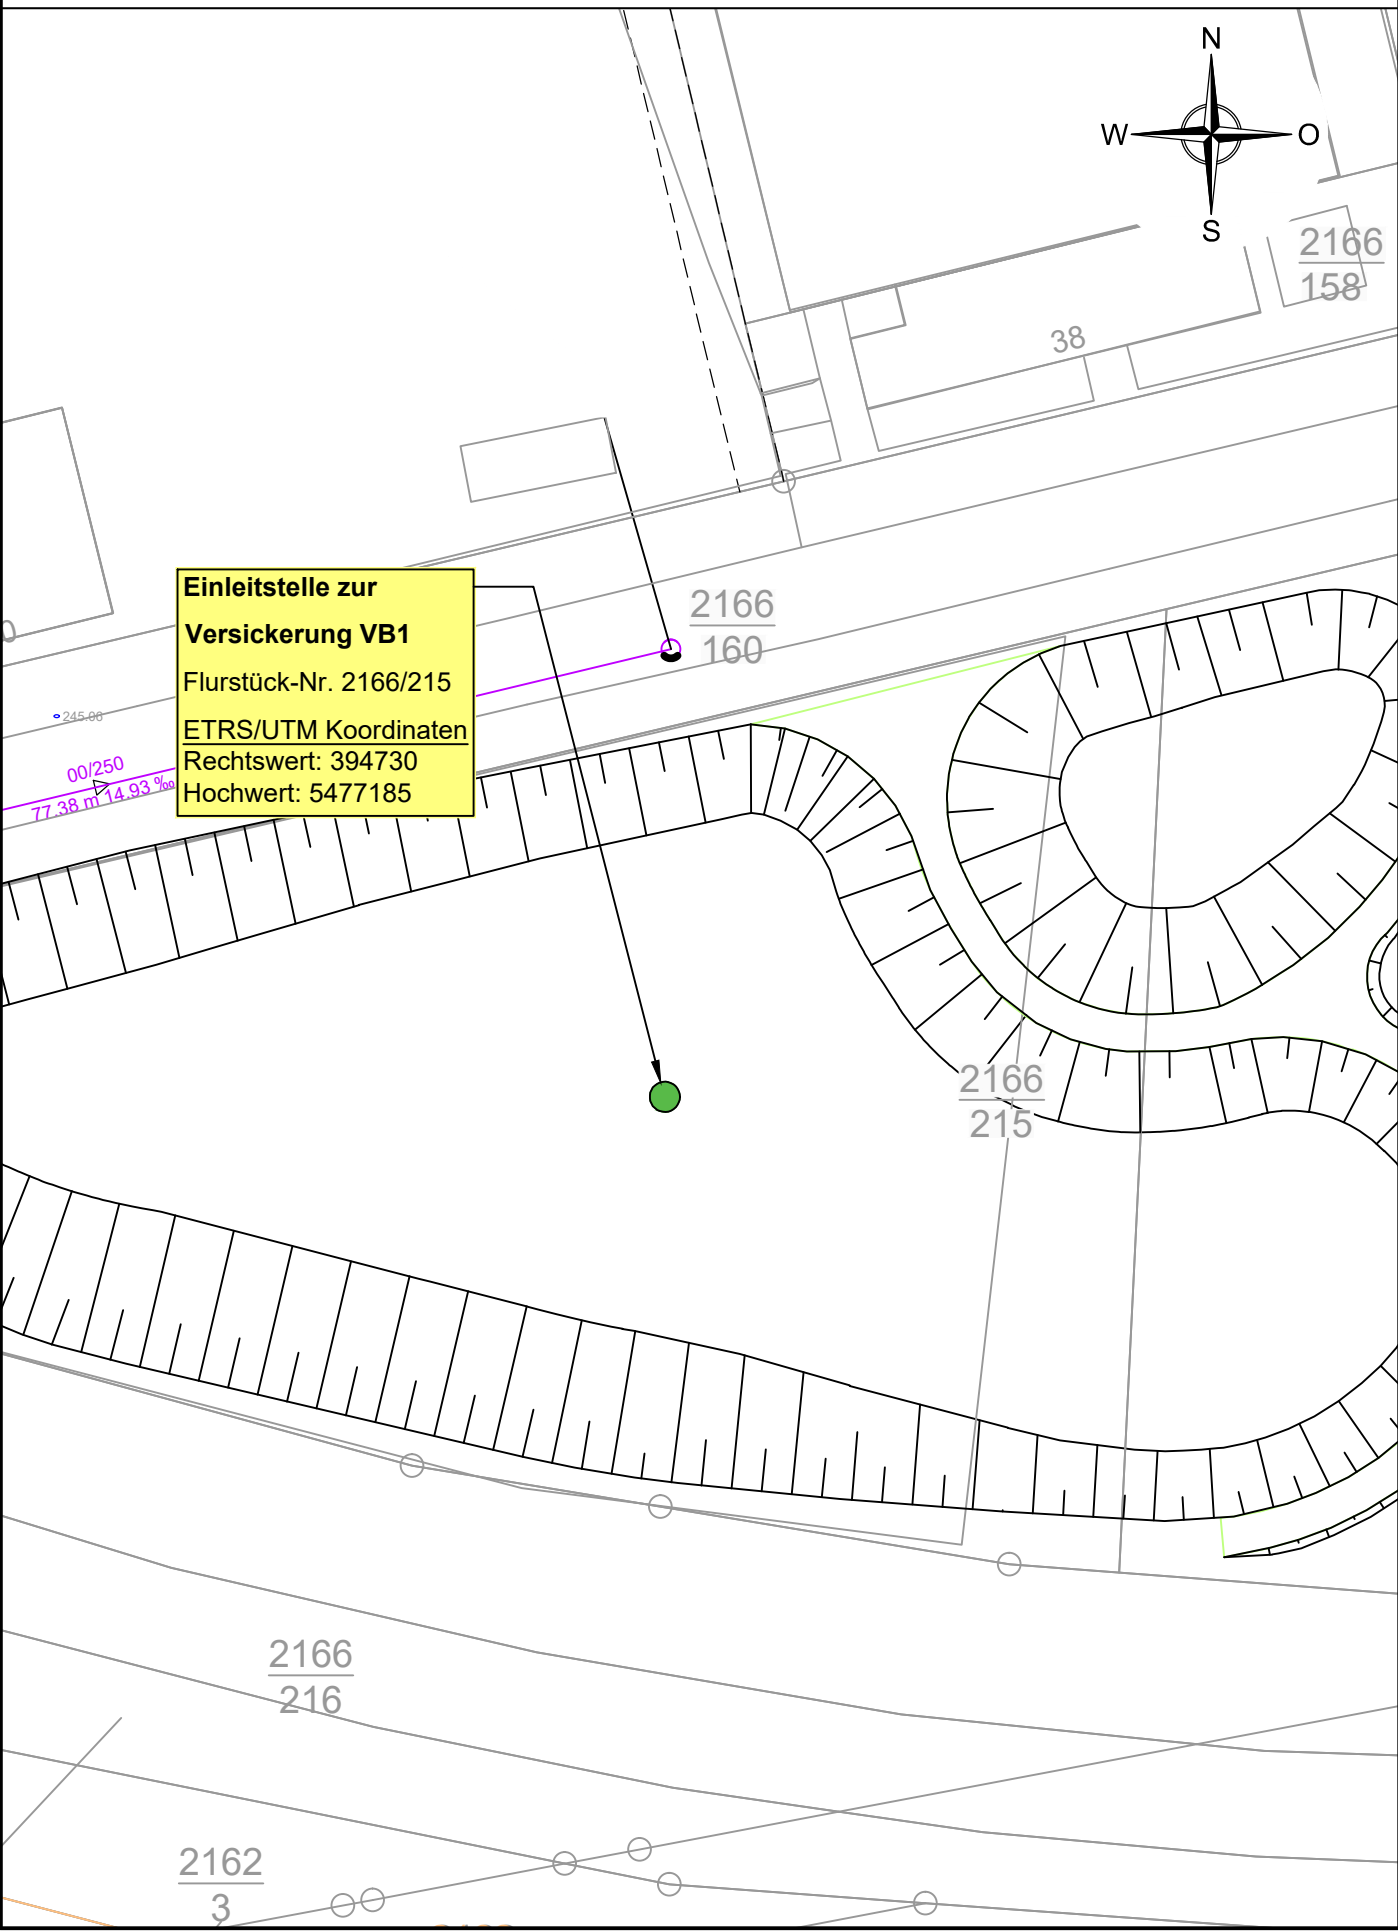 N
W
O
S
2166
158
38
Einleitstelle zur
Versickerung VB1
Flurstück-Nr. 2166/215
ETRS/UTM Koordinaten
Rechtswert: 394730
Hochwert: 5477185
2166
160
0
00/250
77.38 m 14.93 ‰
2166
215
2166
216
2162
3